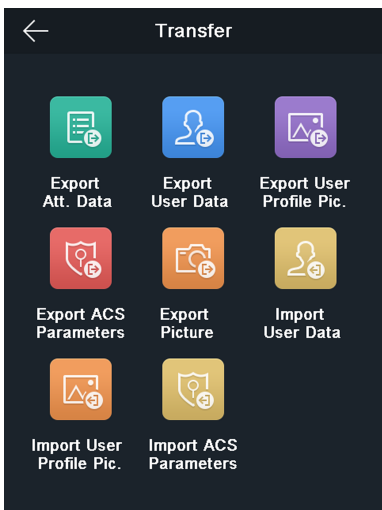 Transfer
Export
Att. Data
Export
User Data
Export User
Profile Pic.
Export ACS
Parameters
Export
Picture
Import
User Data
Import User
Profile Pic.
Import ACS
Parameters